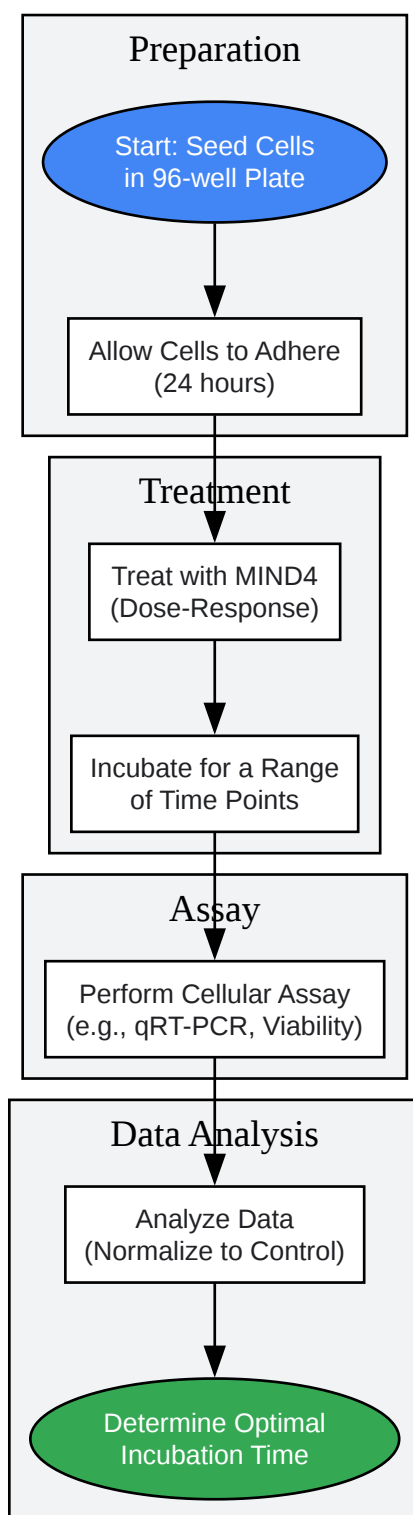 Preparation
Start: Seed Cells
in 96-well Plate
Allow Cells to Adhere
(24 hours)
Treatment
Treat with MIND4
(Dose-Response)
Incubate for a Range
of Time Points
Assay
Perform Cellular Assay
(e.g., qRT-PCR, Viability)
Data Analysis
Analyze Data
(Normalize to Control)
Determine Optimal
Incubation Time